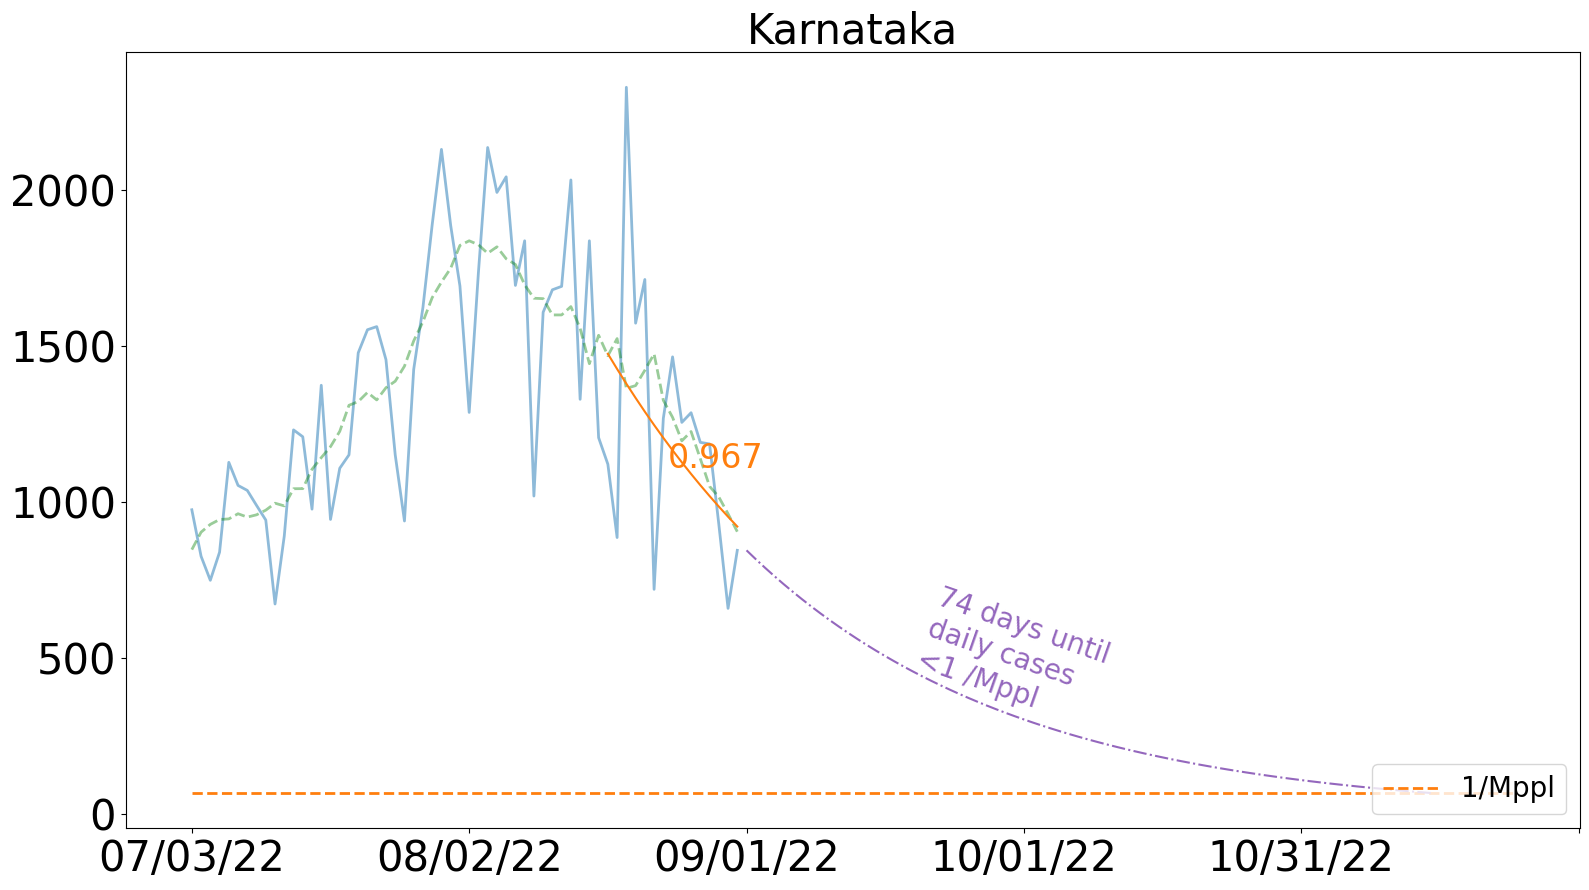 Karnataka
2000
1500
1000
500
0
0.967
74 days until
daily cases
<1 /Mppl
1/Mppl
07/03/22
08/02/22
09/01/22
10/01/22
10/31/22